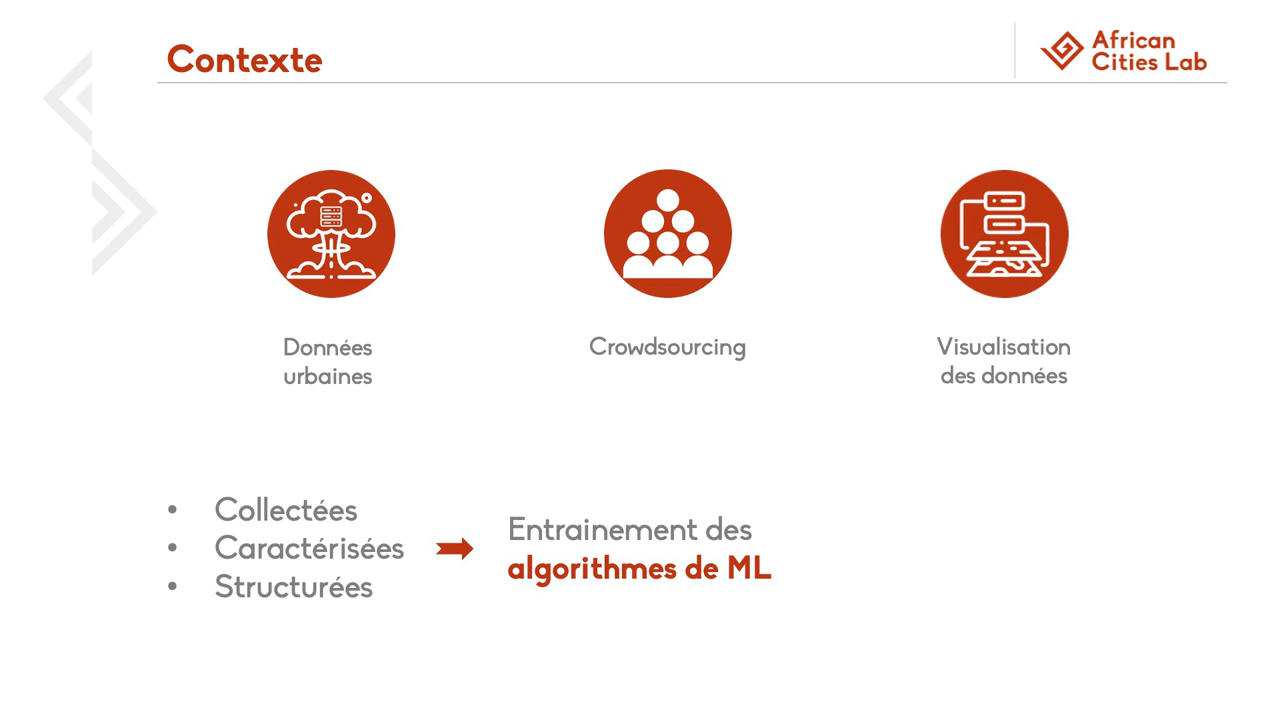 Contexte
African
Cities Lab
Données
urbaines
Crowdsourcing
Visualisation
des données
• Collectées
• Caractérisées
• Structurées
Entrainement des
algorithmes de ML